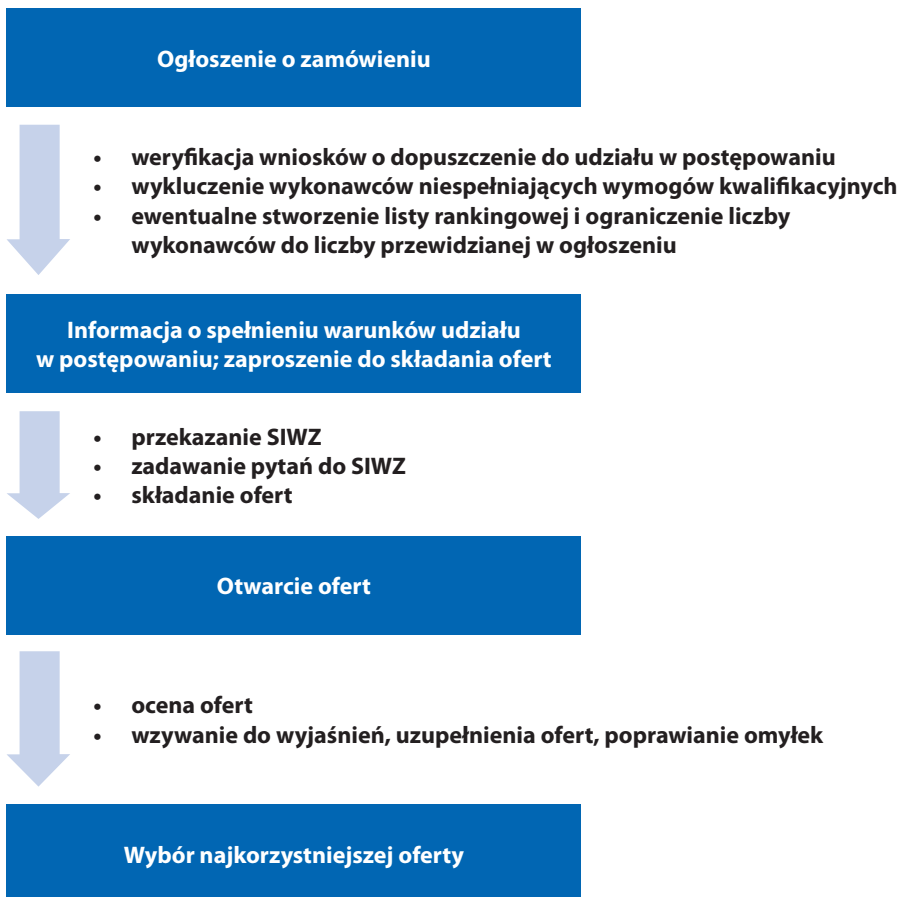 Ogłoszenie o zamówieniu
• weryfikacja wniosków o dopuszczenie do udziału w postępowaniu
• wykluczenie wykonawców niespełniających wymogów kwalifikacyjnych
• ewentualne stworzenie listy rankingowej i ograniczenie liczby
wykonawców do liczby przewidzianej w ogłoszeniu
Informacja o spełnieniu warunków udziału
w postępowaniu; zaproszenie do składania ofert
• przekazanie SIWZ
• zadawanie pytań do SIWZ
• składanie ofert
Otwarcie ofert
• ocena ofert
• wzywanie do wyjaśnień, uzupełnienia ofert, poprawianie omyłek
Wybór najkorzystniejszej oferty